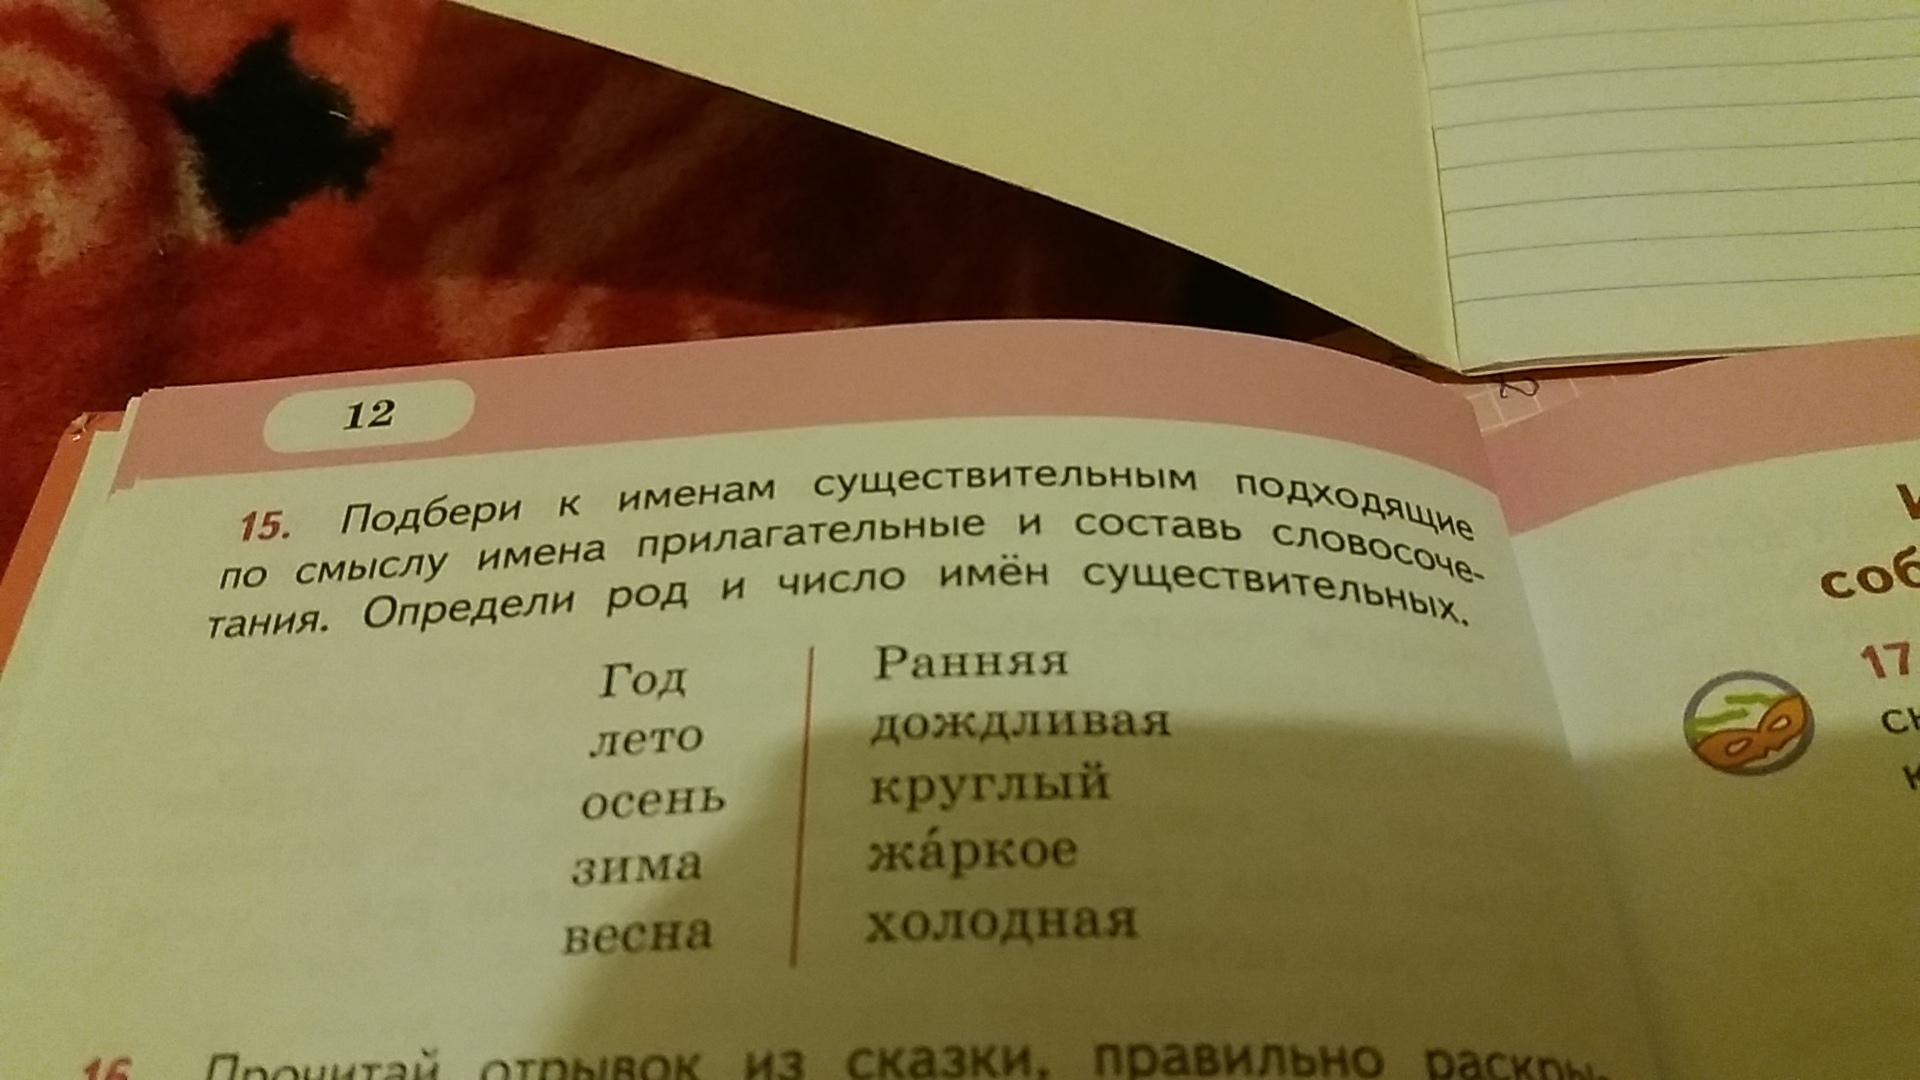 12
15. Подбери к именам существительным подходящие
по смыслу имена прилагательные и составь словосоче-
тания. Определи род и число имён существительных.
Год
лето
осень
зима
весна
Ранняя
дождливая
круглый
жа́ркое
холодная
16 Прочитай отрывок из сказки, правильно раскры-
соб
17